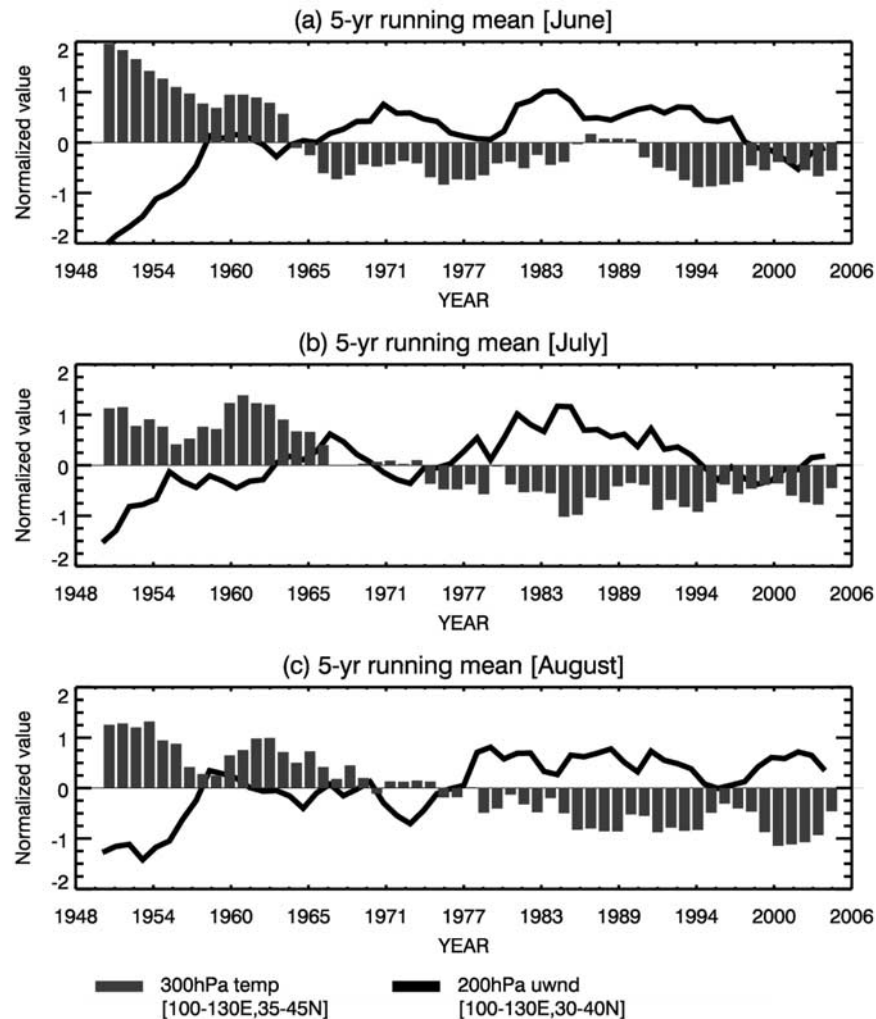 (a) 5-yr running mean [June]
Normalized value
2
1
0
-1
-2
1948 1954 1960 1965 1971 1977 1983 1989 1994 2000 2006
YEAR
(b) 5-yr running mean [July]
Normalized value
2
1
0
-1
-2
1948 1954 1960 1965 1971 1977 1983 1989 1994 2000 2006
YEAR
(c) 5-yr running mean [August]
Normalized value
2
1
0
-1
-2
1948 1954 1960 1965 1971 1977 1983 1989 1994 2000 2006
YEAR
300hPa temp 200hPa uwnd
[100-130E,35-45N] [100-130E,30-40N]